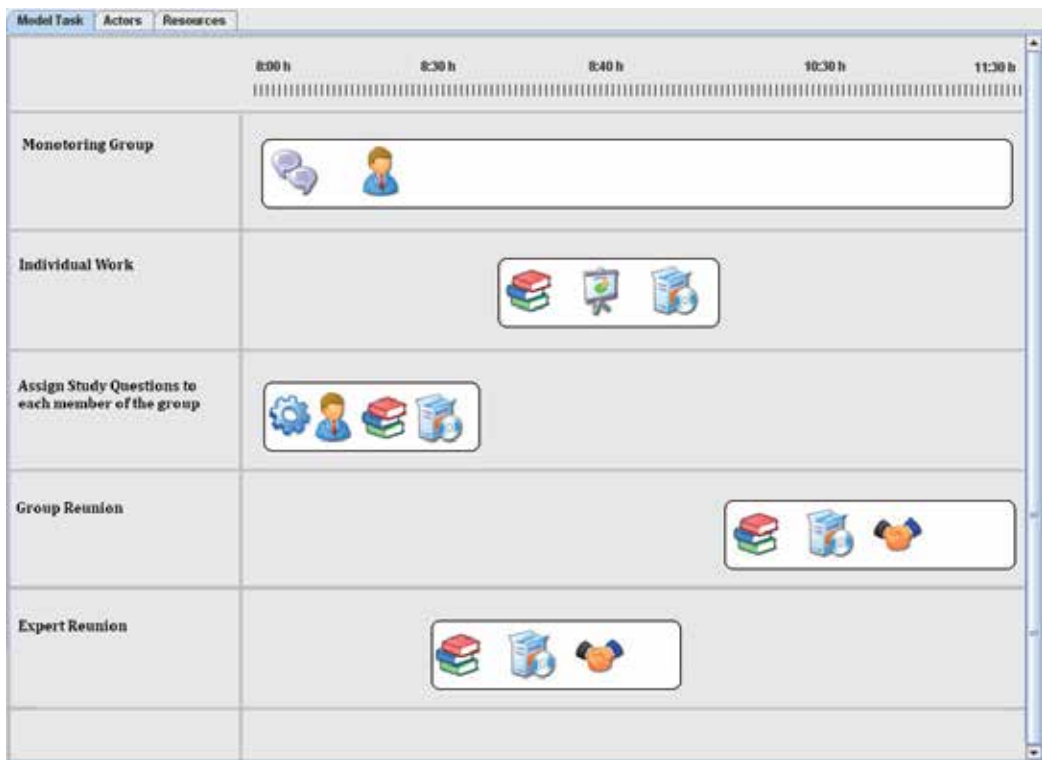 Model Task Actors Resources
8:00 h 8:30 h 8:40 h 10:30 h 11:30 h
Monotoring Group
Individual Work
Assign Study Questions to
each member of the group
Group Reunion
Expert Reunion